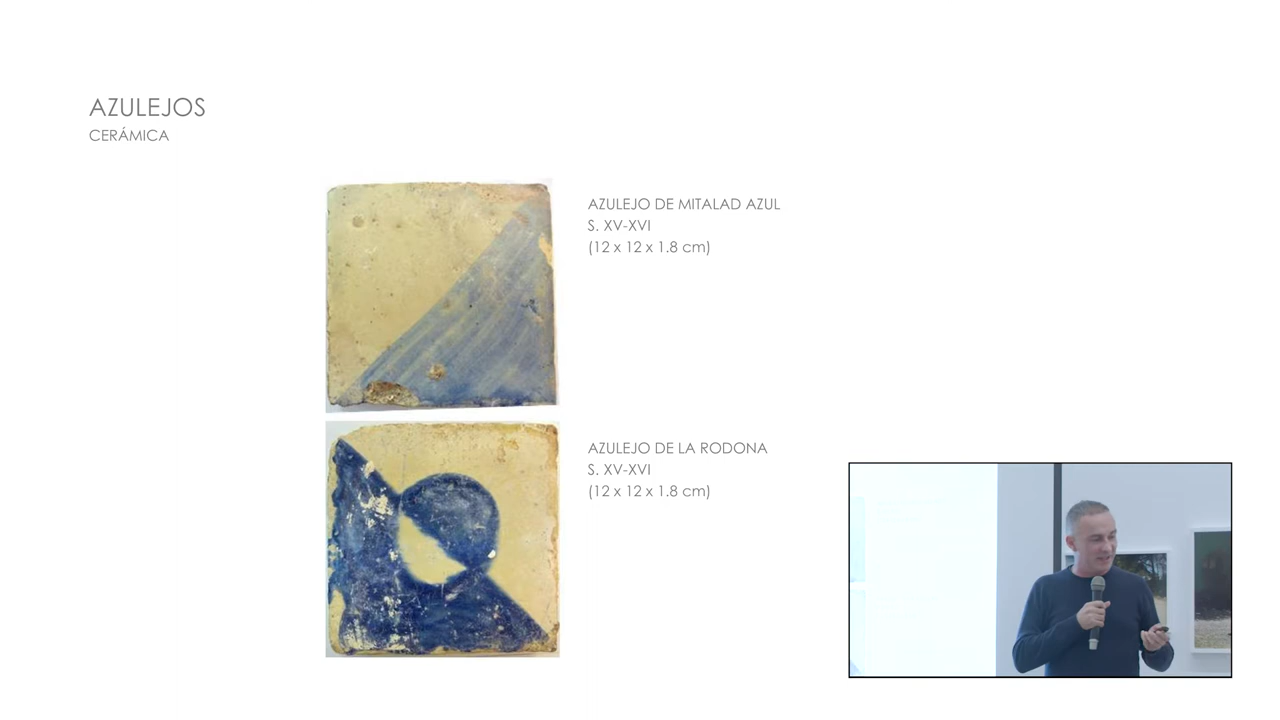 AZULEJOS
CERÁMICA
AZULEJO DE MITALAD AZUL
S. XV-XVI
(12 x 12 x 1.8 cm)
AZULEJO DE LA RODONA
S. XV-XVI
(12 x 12 x 1.8 cm)